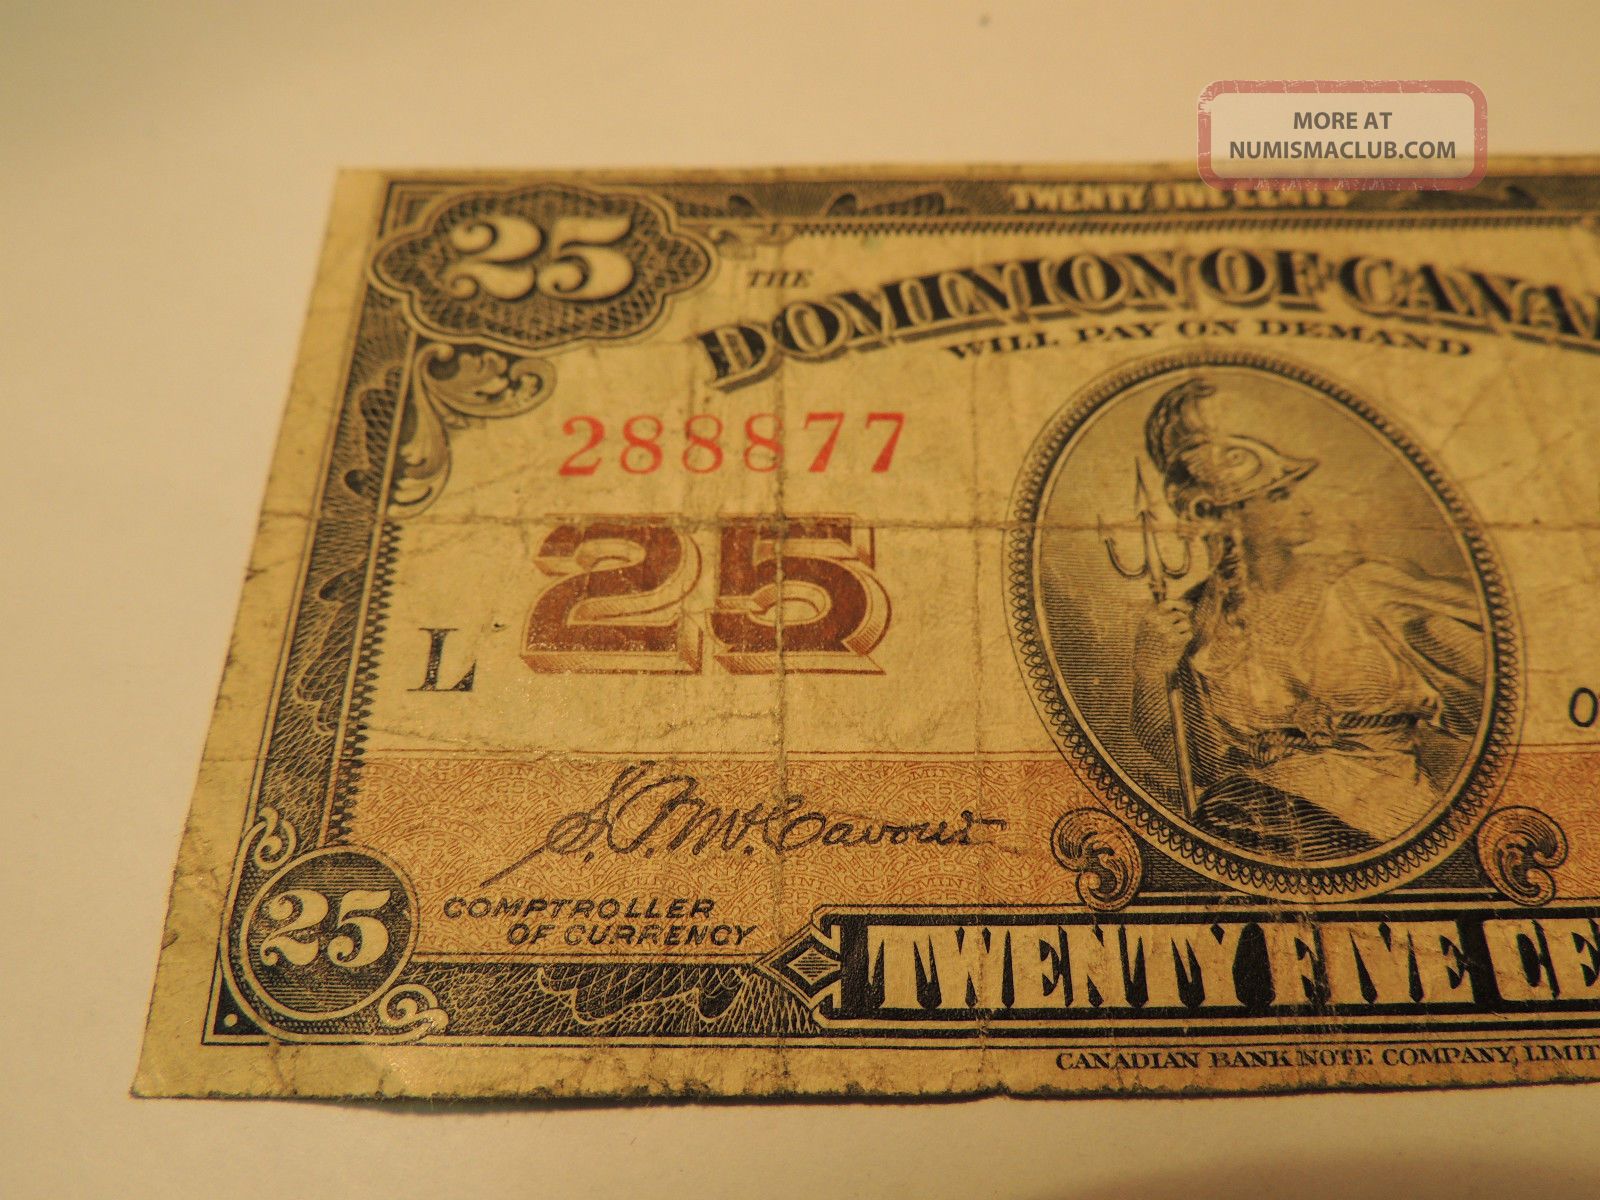 MORE AT
NUMISMACLUB.COM
TWENTY FIVE CENTS
25
THE
DOMINION OF CANA
WILL PAY ON DEMAND
288877
25
L
O
COMPTROLLER
OF CURRENCY
25
TWENTY FIVE CE
CANADIAN BANK NOTE COMPANY, LIMIT